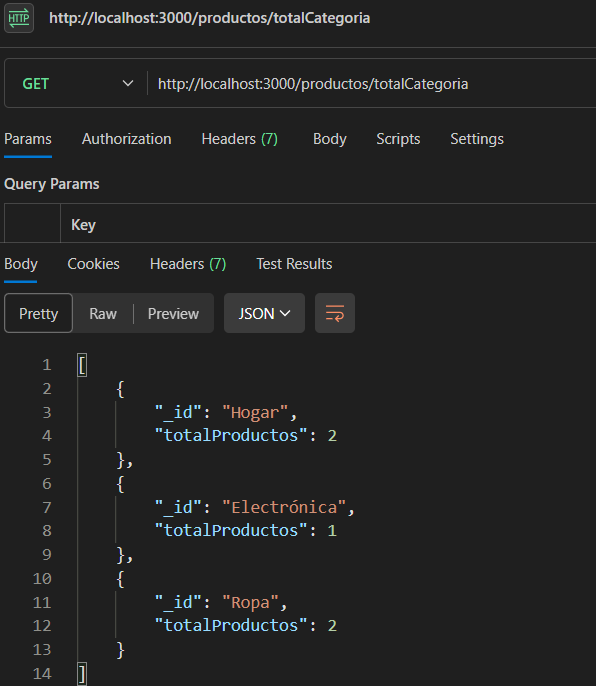 HTTP http://localhost:3000/productos/totalCategoria
GET http://localhost:3000/productos/totalCategoria
Params Authorization Headers (7) Body Scripts Settings
Query Params
Key
Body Cookies Headers (7) Test Results
Pretty Raw Preview JSON
1 [
2 {
3 "_id": "Hogar",
4 "totalProductos": 2
5 },
6 {
7 "_id": "Electrónica",
8 "totalProductos": 1
9 },
10 {
11 "_id": "Ropa",
12 "totalProductos": 2
13 }
14 ]